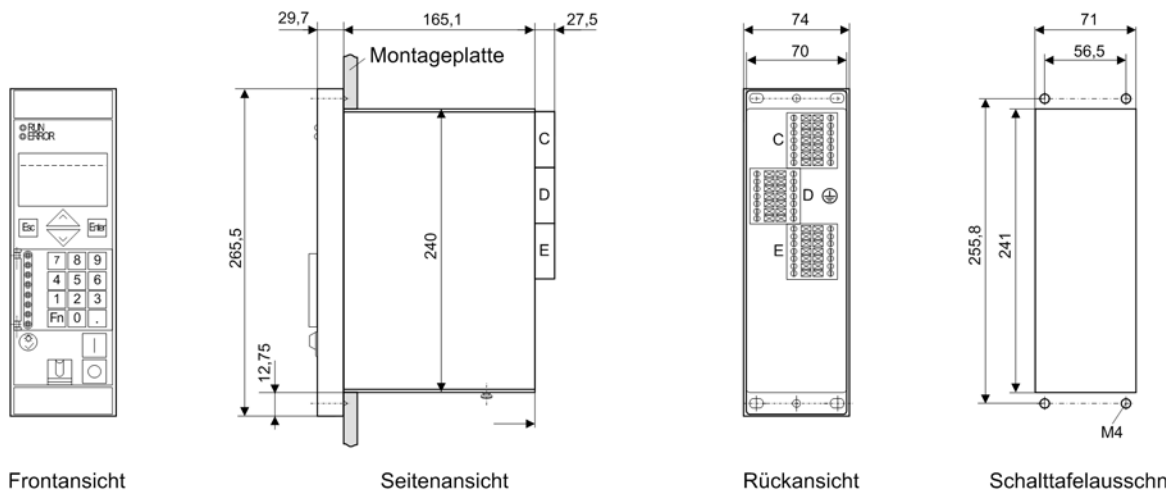 29,7
165,1
27,5
74
71
70
56,5
Montageplatte
RUN
ERROR
C
D
E
C
D
E
Esc
Enter
7 8 9
4 5 6
1 2 3
Fn 0 .
265,5
240
12,75
255,8
241
M4
Frontansicht
Seitenansicht
Rückansicht
Schalttafelausschn